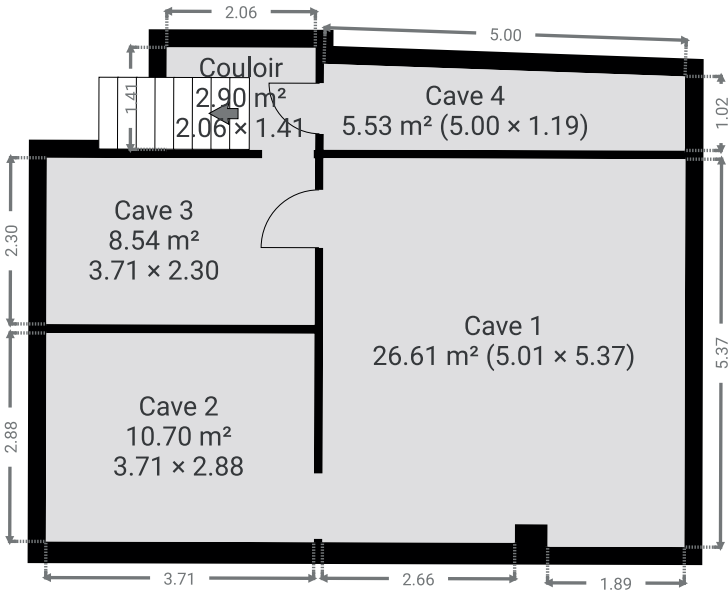 2.06
5.00
Couloir
2.90 m²
2.06 × 1.41
1.41
Cave 4
5.53 m² (5.00 × 1.19)
1.02
Cave 3
8.54 m²
3.71 × 2.30
2.30
Cave 1
26.61 m² (5.01 × 5.37)
5.37
Cave 2
10.70 m²
3.71 × 2.88
2.88
3.71
2.66
1.89